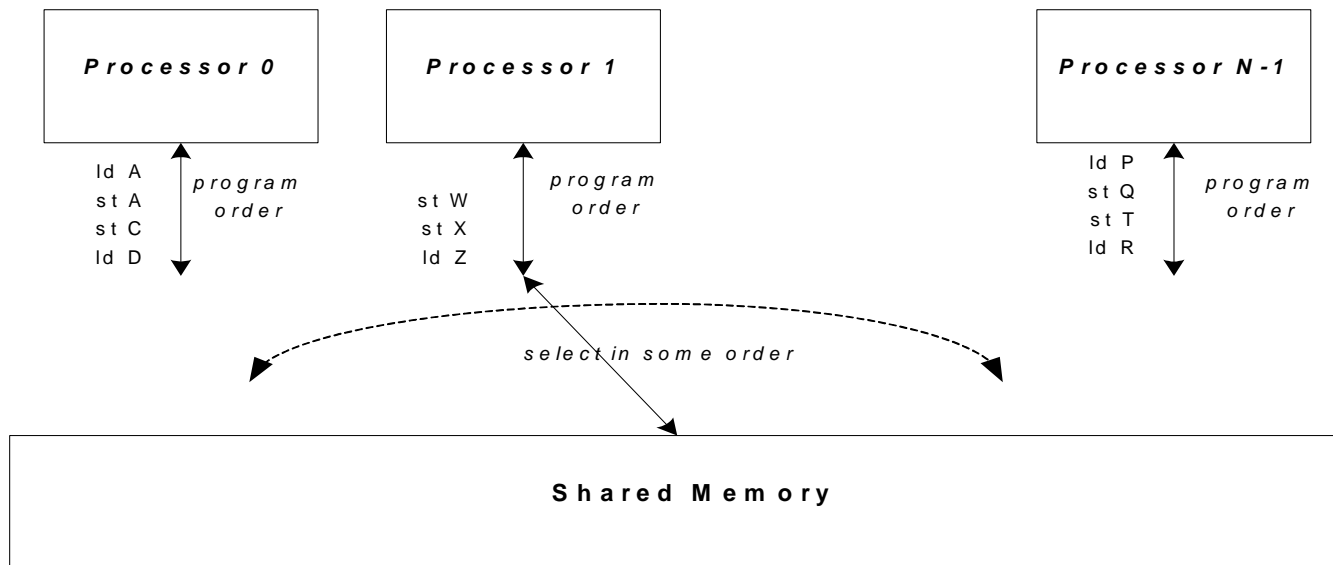 Processor 0
Processor 1
Processor N-1
ld A
st A
st C
ld D
program
order
st W
st X
ld Z
program
order
ld P
st Q
st T
ld R
program
order
select in some order
Shared Memory